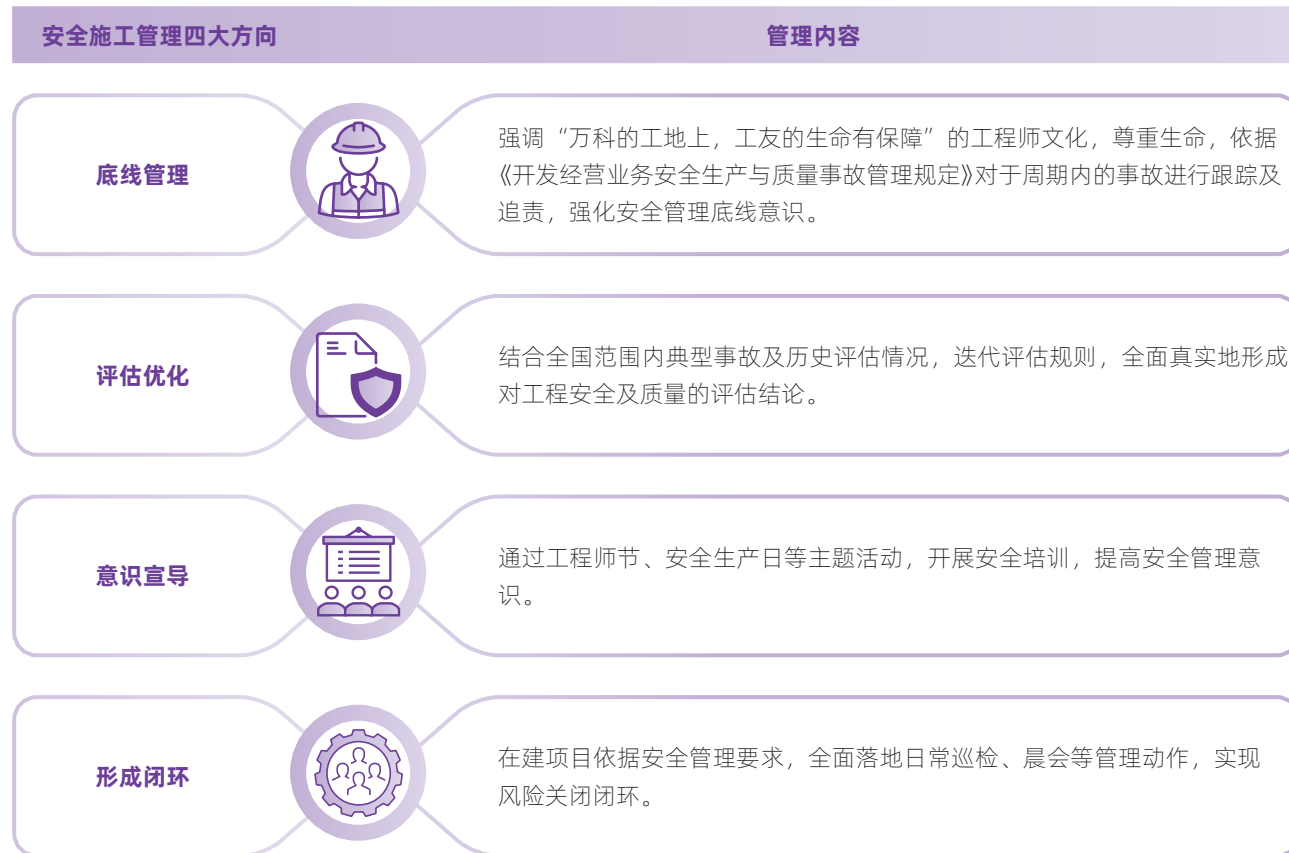 安全施工管理四大方向
管理内容
底线管理
强调“万科的工地上，工友的生命有保障”的工程师文化，尊重生命，依据
《开发经营业务安全生产与质量事故管理规定》对于周期内的事故进行跟踪及
追责，强化安全管理底线意识。
评估优化
结合全国范围内典型事故及历史评估情况，迭代评估规则，全面真实地形成
对工程安全及质量的评估结论。
意识宣导
通过工程师节、安全生产日等主题活动，开展安全培训，提高安全管理意
识。
形成闭环
在建项目依据安全管理要求，全面落地日常巡检、晨会等管理动作，实现
风险关闭闭环。